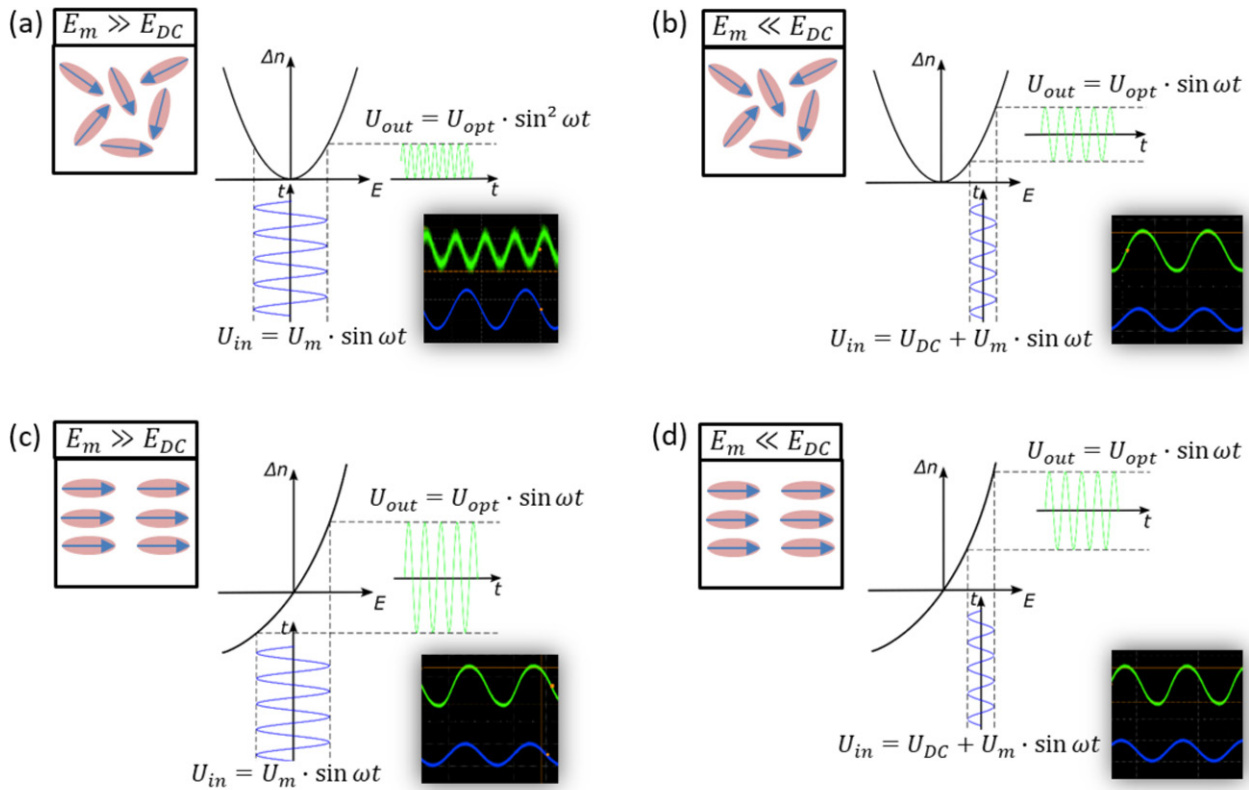 (a)
E_m ≫ E_DC
Δn
U_out = U_opt · sin² ωt
t
E
t
U_in = U_m · sin ωt
(b)
E_m ≪ E_DC
Δn
U_out = U_opt · sin ωt
t
E
t
U_in = U_DC + U_m · sin ωt
(c)
E_m ≫ E_DC
Δn
U_out = U_opt · sin ωt
t
E
t
U_in = U_m · sin ωt
(d)
E_m ≪ E_DC
Δn
U_out = U_opt · sin ωt
t
E
t
U_in = U_DC + U_m · sin ωt